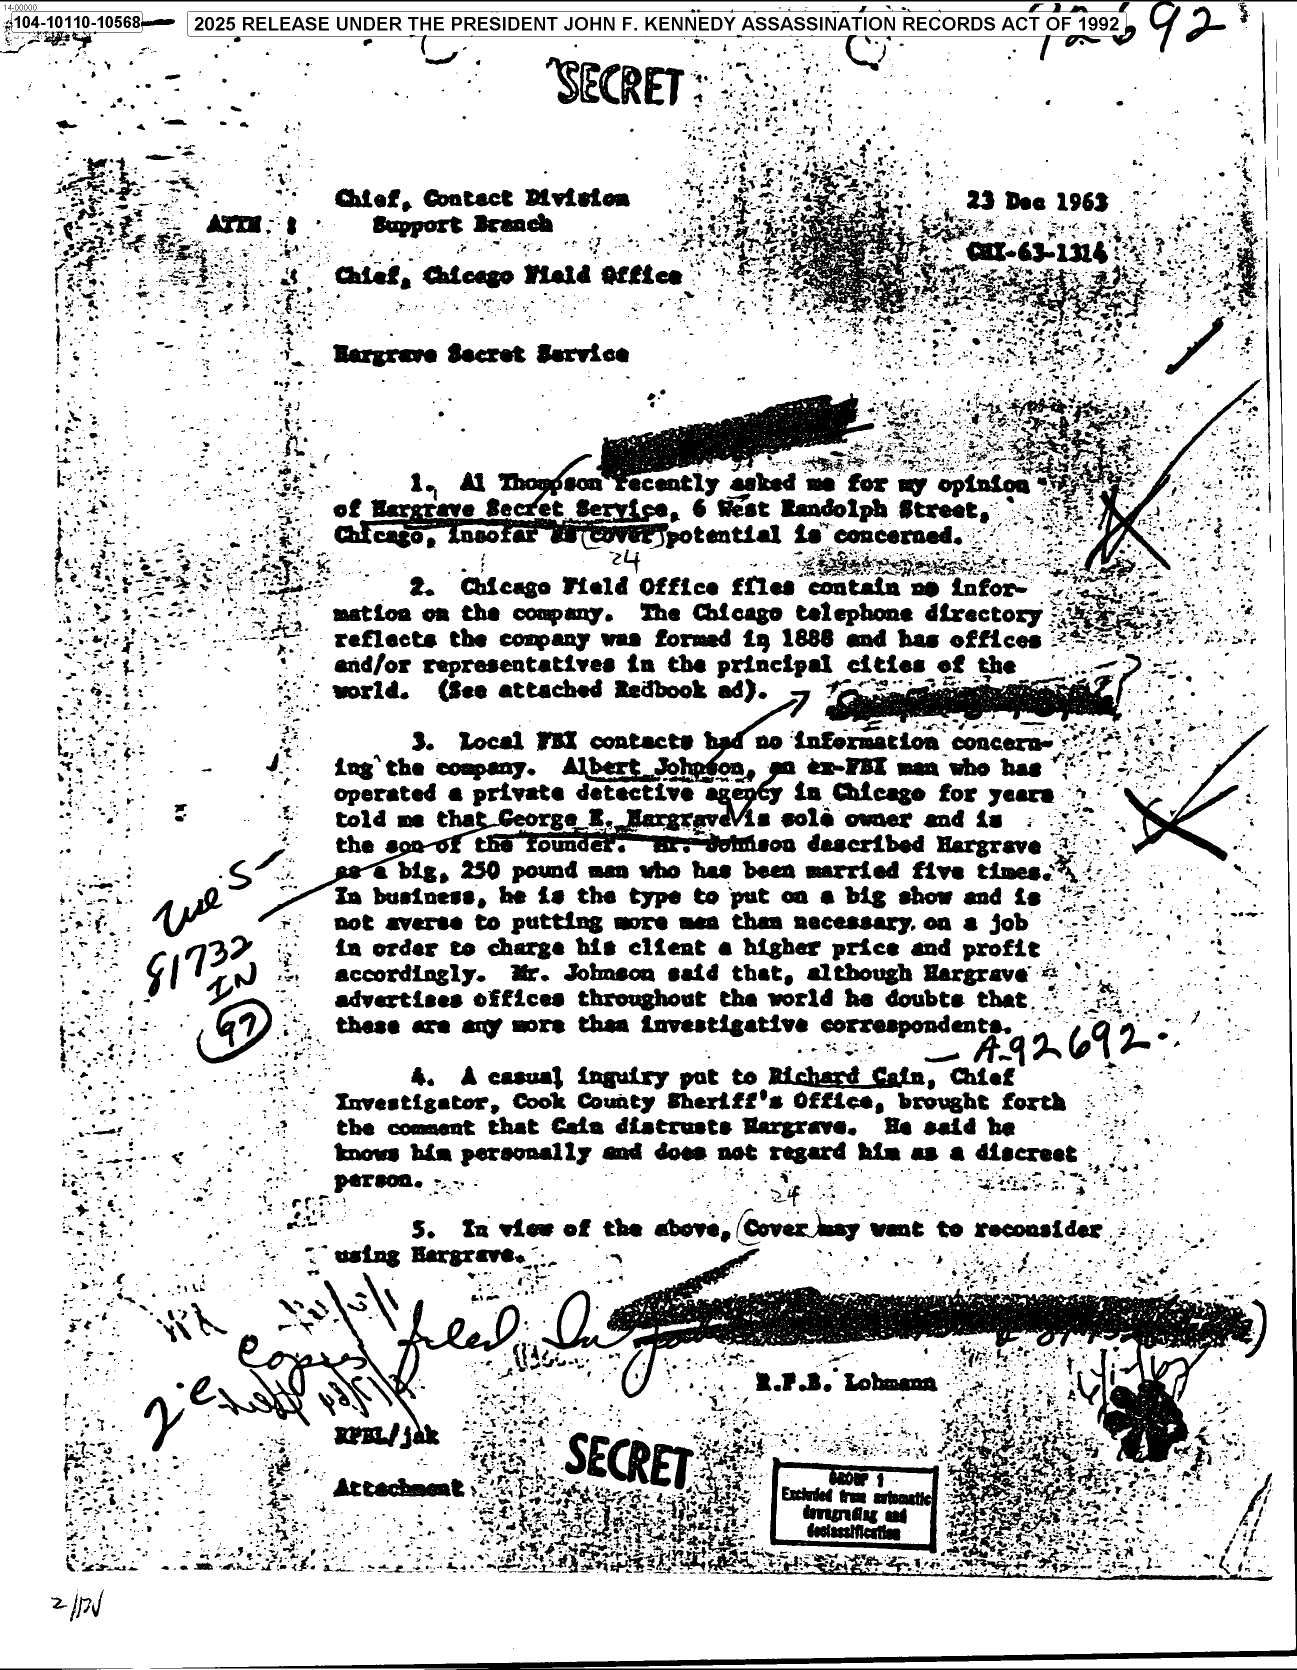 14-00000
104-10110-10568
2025 RELEASE UNDER THE PRESIDENT JOHN F. KENNEDY ASSASSINATION RECORDS ACT OF 1992
SECRET
Chief, Contact Division
ATTN. : Support Branch
23 Dec 1963
CHI-63-1314
: Chief, Chicago Field Office
Hargrave Secret Service
1. Al Thompson recently asked me for my opinion
of Hargrave Secret Service, 6 West Randolph Street,
Chicago, insofar as cover potential is concerned.
24
2. Chicago Field Office files contain no infor-
mation on the company. The Chicago telephone directory
reflects the company was formed in 1888 and has offices
and/or representatives in the principal cities of the
world. (See attached Redbook ad).
3. Local FBI contacts had no information concern-
ing the company. Albert Johnson, an ex-FBI man who has
operated a private detective agency in Chicago for years
told me that George E. Hargrave is sole owner and is
the son of the founder. Mr. Johnson described Hargrave
as a big, 250 pound man who has been married five times.
In business, he is the type to put on a big show and is
not averse to putting more men than necessary on a job
in order to charge his client a higher price and profit
accordingly. Mr. Johnson said that, although Hargrave
advertises offices throughout the world he doubts that
these are any more than investigative correspondents.
81732
IN
97
A-92692.
4. A casual inquiry put to Richard Cain, Chief
Investigator, Cook County Sheriff's Office, brought forth
the comment that Cain distrusts Hargrave. He said he
knows him personally and does not regard him as a discreet
person.
24
5. In view of the above, Cover may want to reconsider
using Hargrave.
2 copies
filed In
R.F.B. Lohmann
RFBL/jak
SECRET
Attachment
GROUP 1
Excluded from automatic
downgrading and
declassification